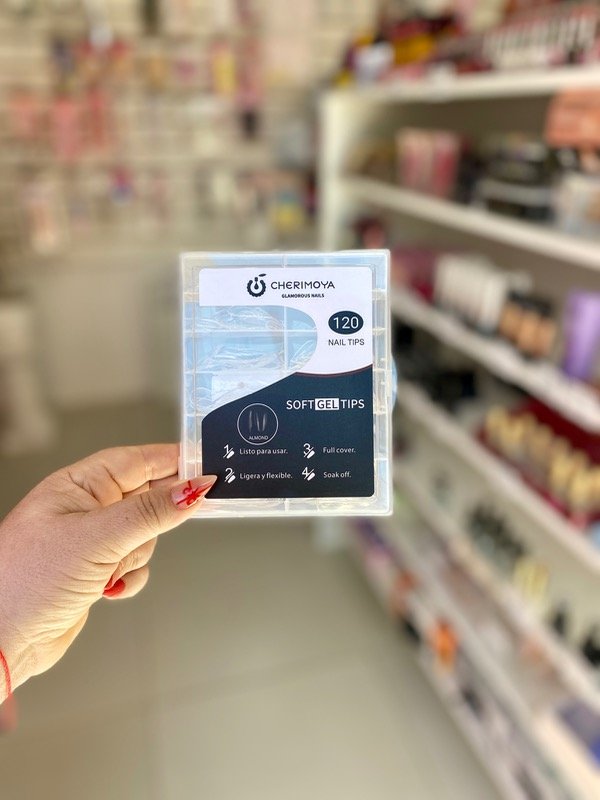 CHERIMOYA
GLAMOROUS NAILS
120
NAIL TIPS
SOFT GEL TIPS
ALMOND
1 Listo para usar.
3 Full cover.
2 Ligera y flexible.
4 Soak off.